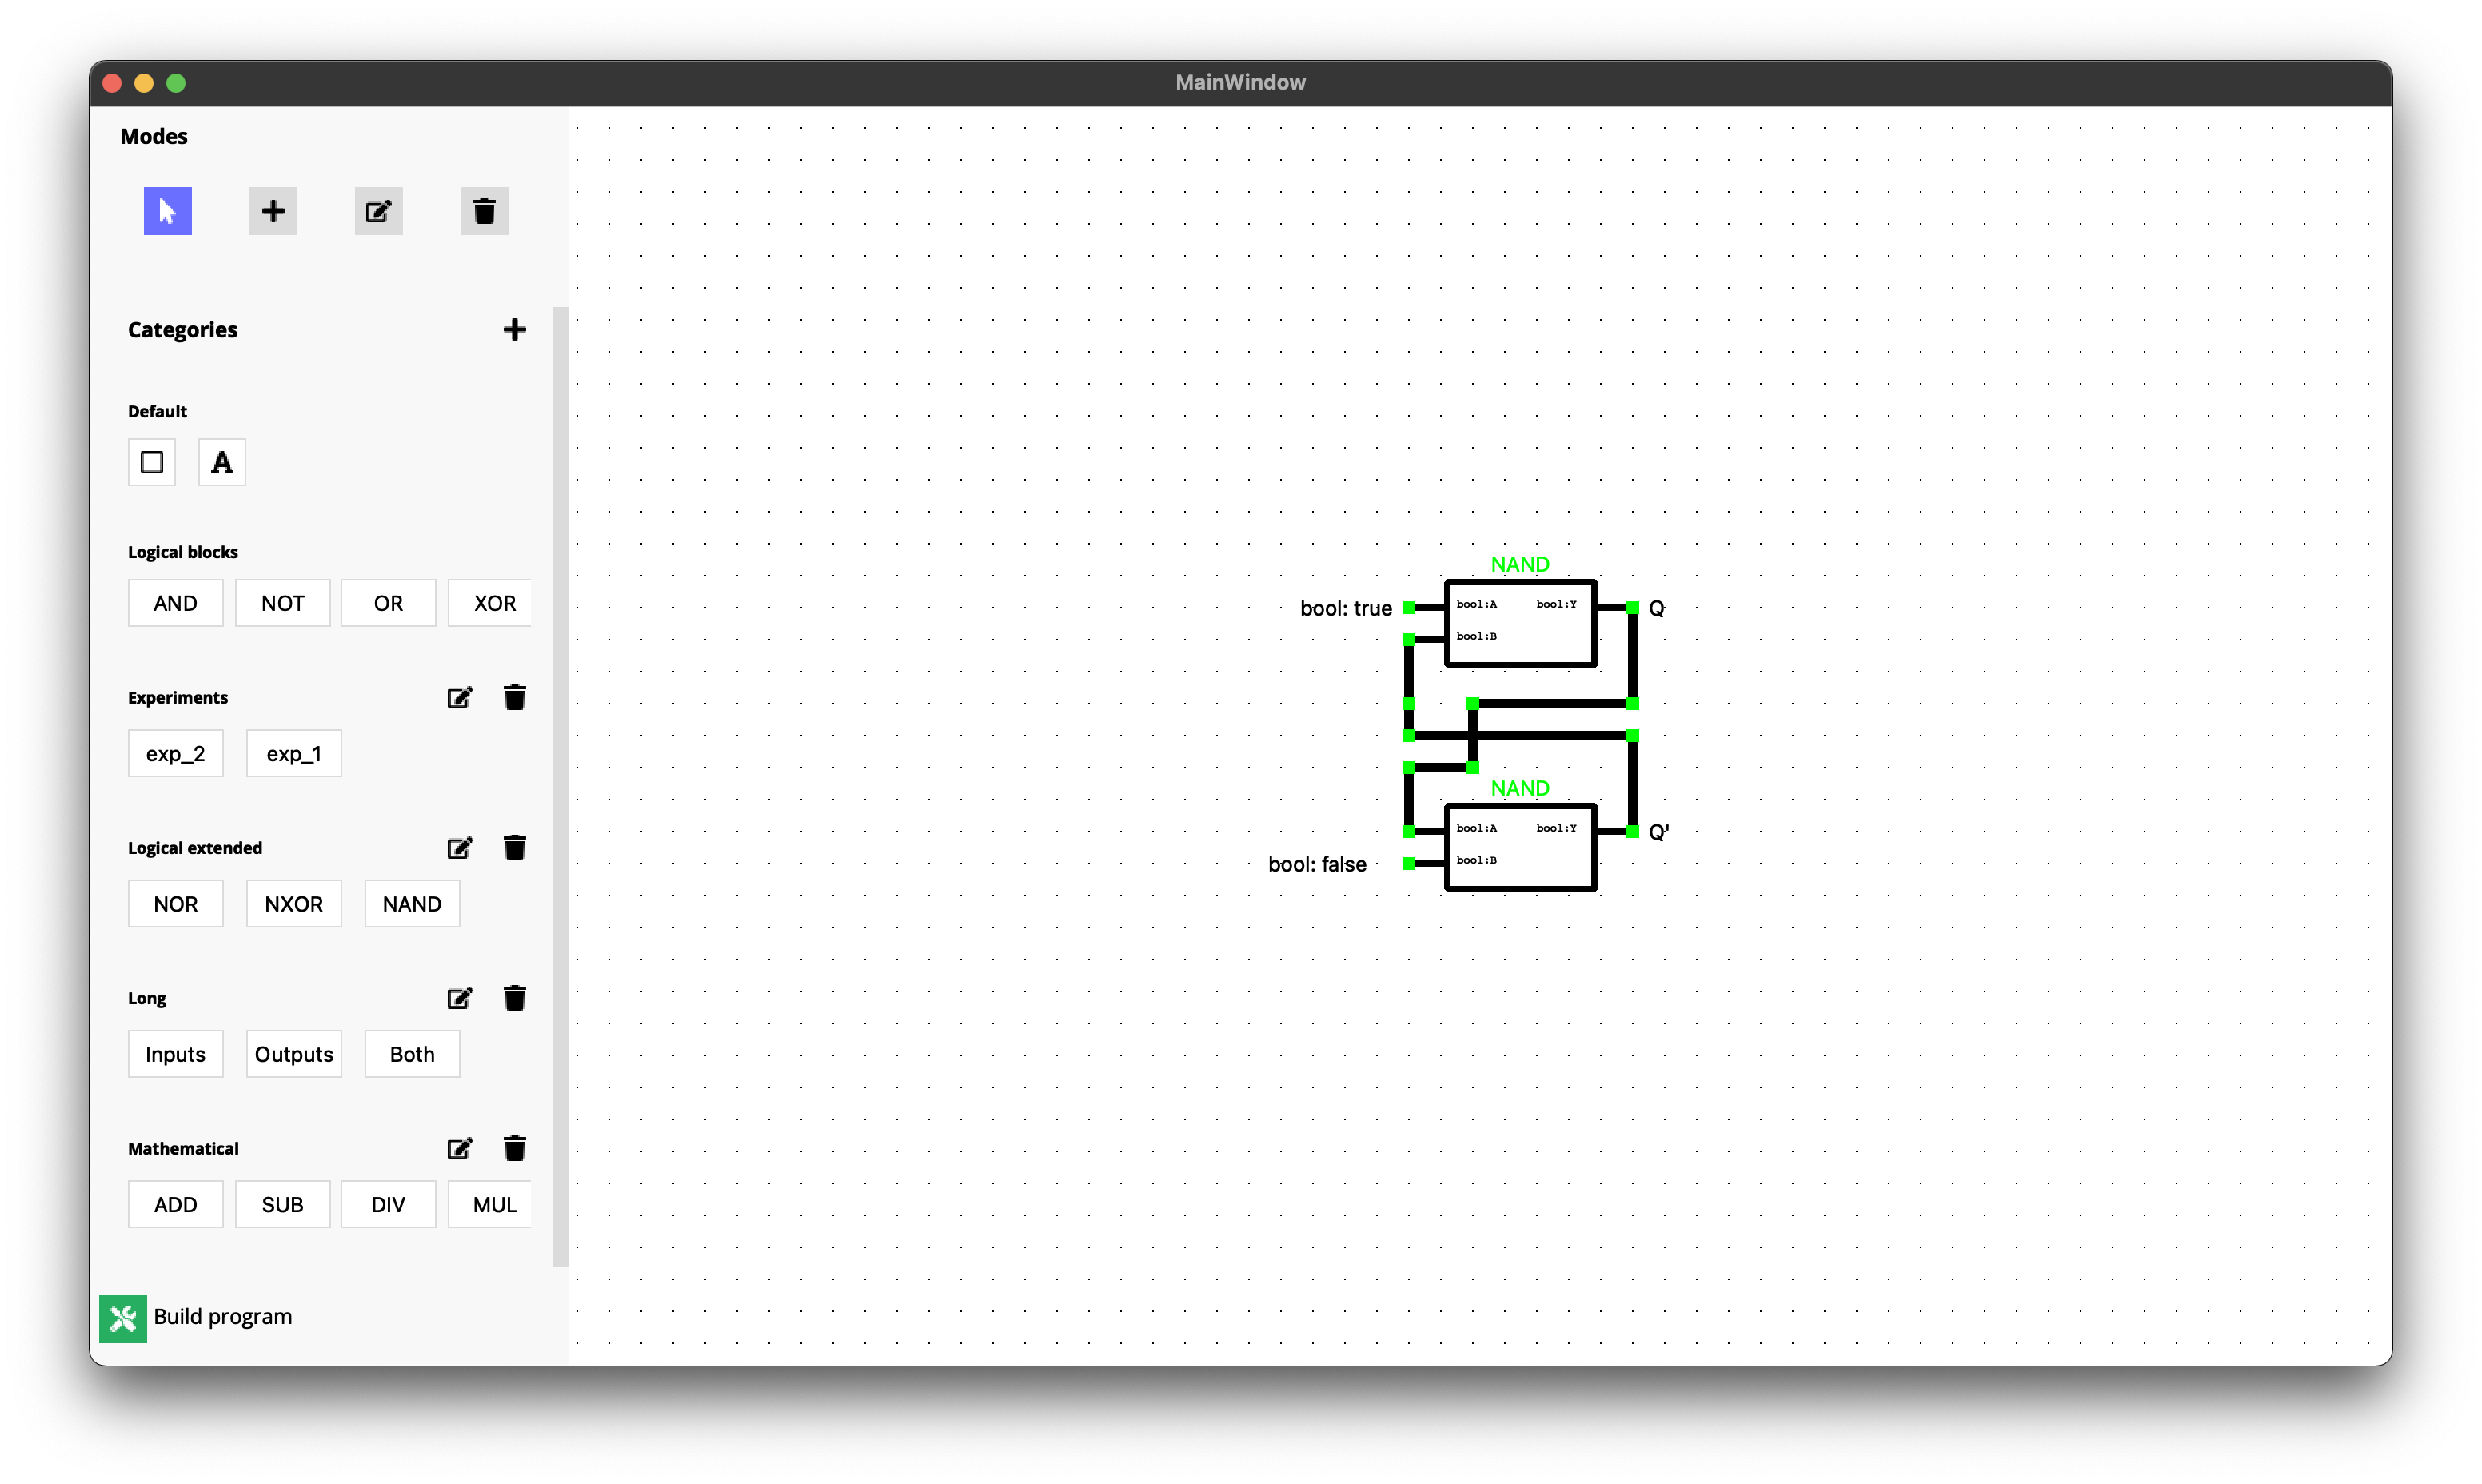 MainWindow
Modes
Categories
Default
A
Logical blocks
AND NOT OR XOR
Experiments
exp_2 exp_1
Logical extended
NOR NXOR NAND
Long
Inputs Outputs Both
Mathematical
ADD SUB DIV MUL
Build program
NAND
bool: true bool:A bool:Y Q
bool:B
NAND
bool:A bool:Y Q'
bool: false bool:B